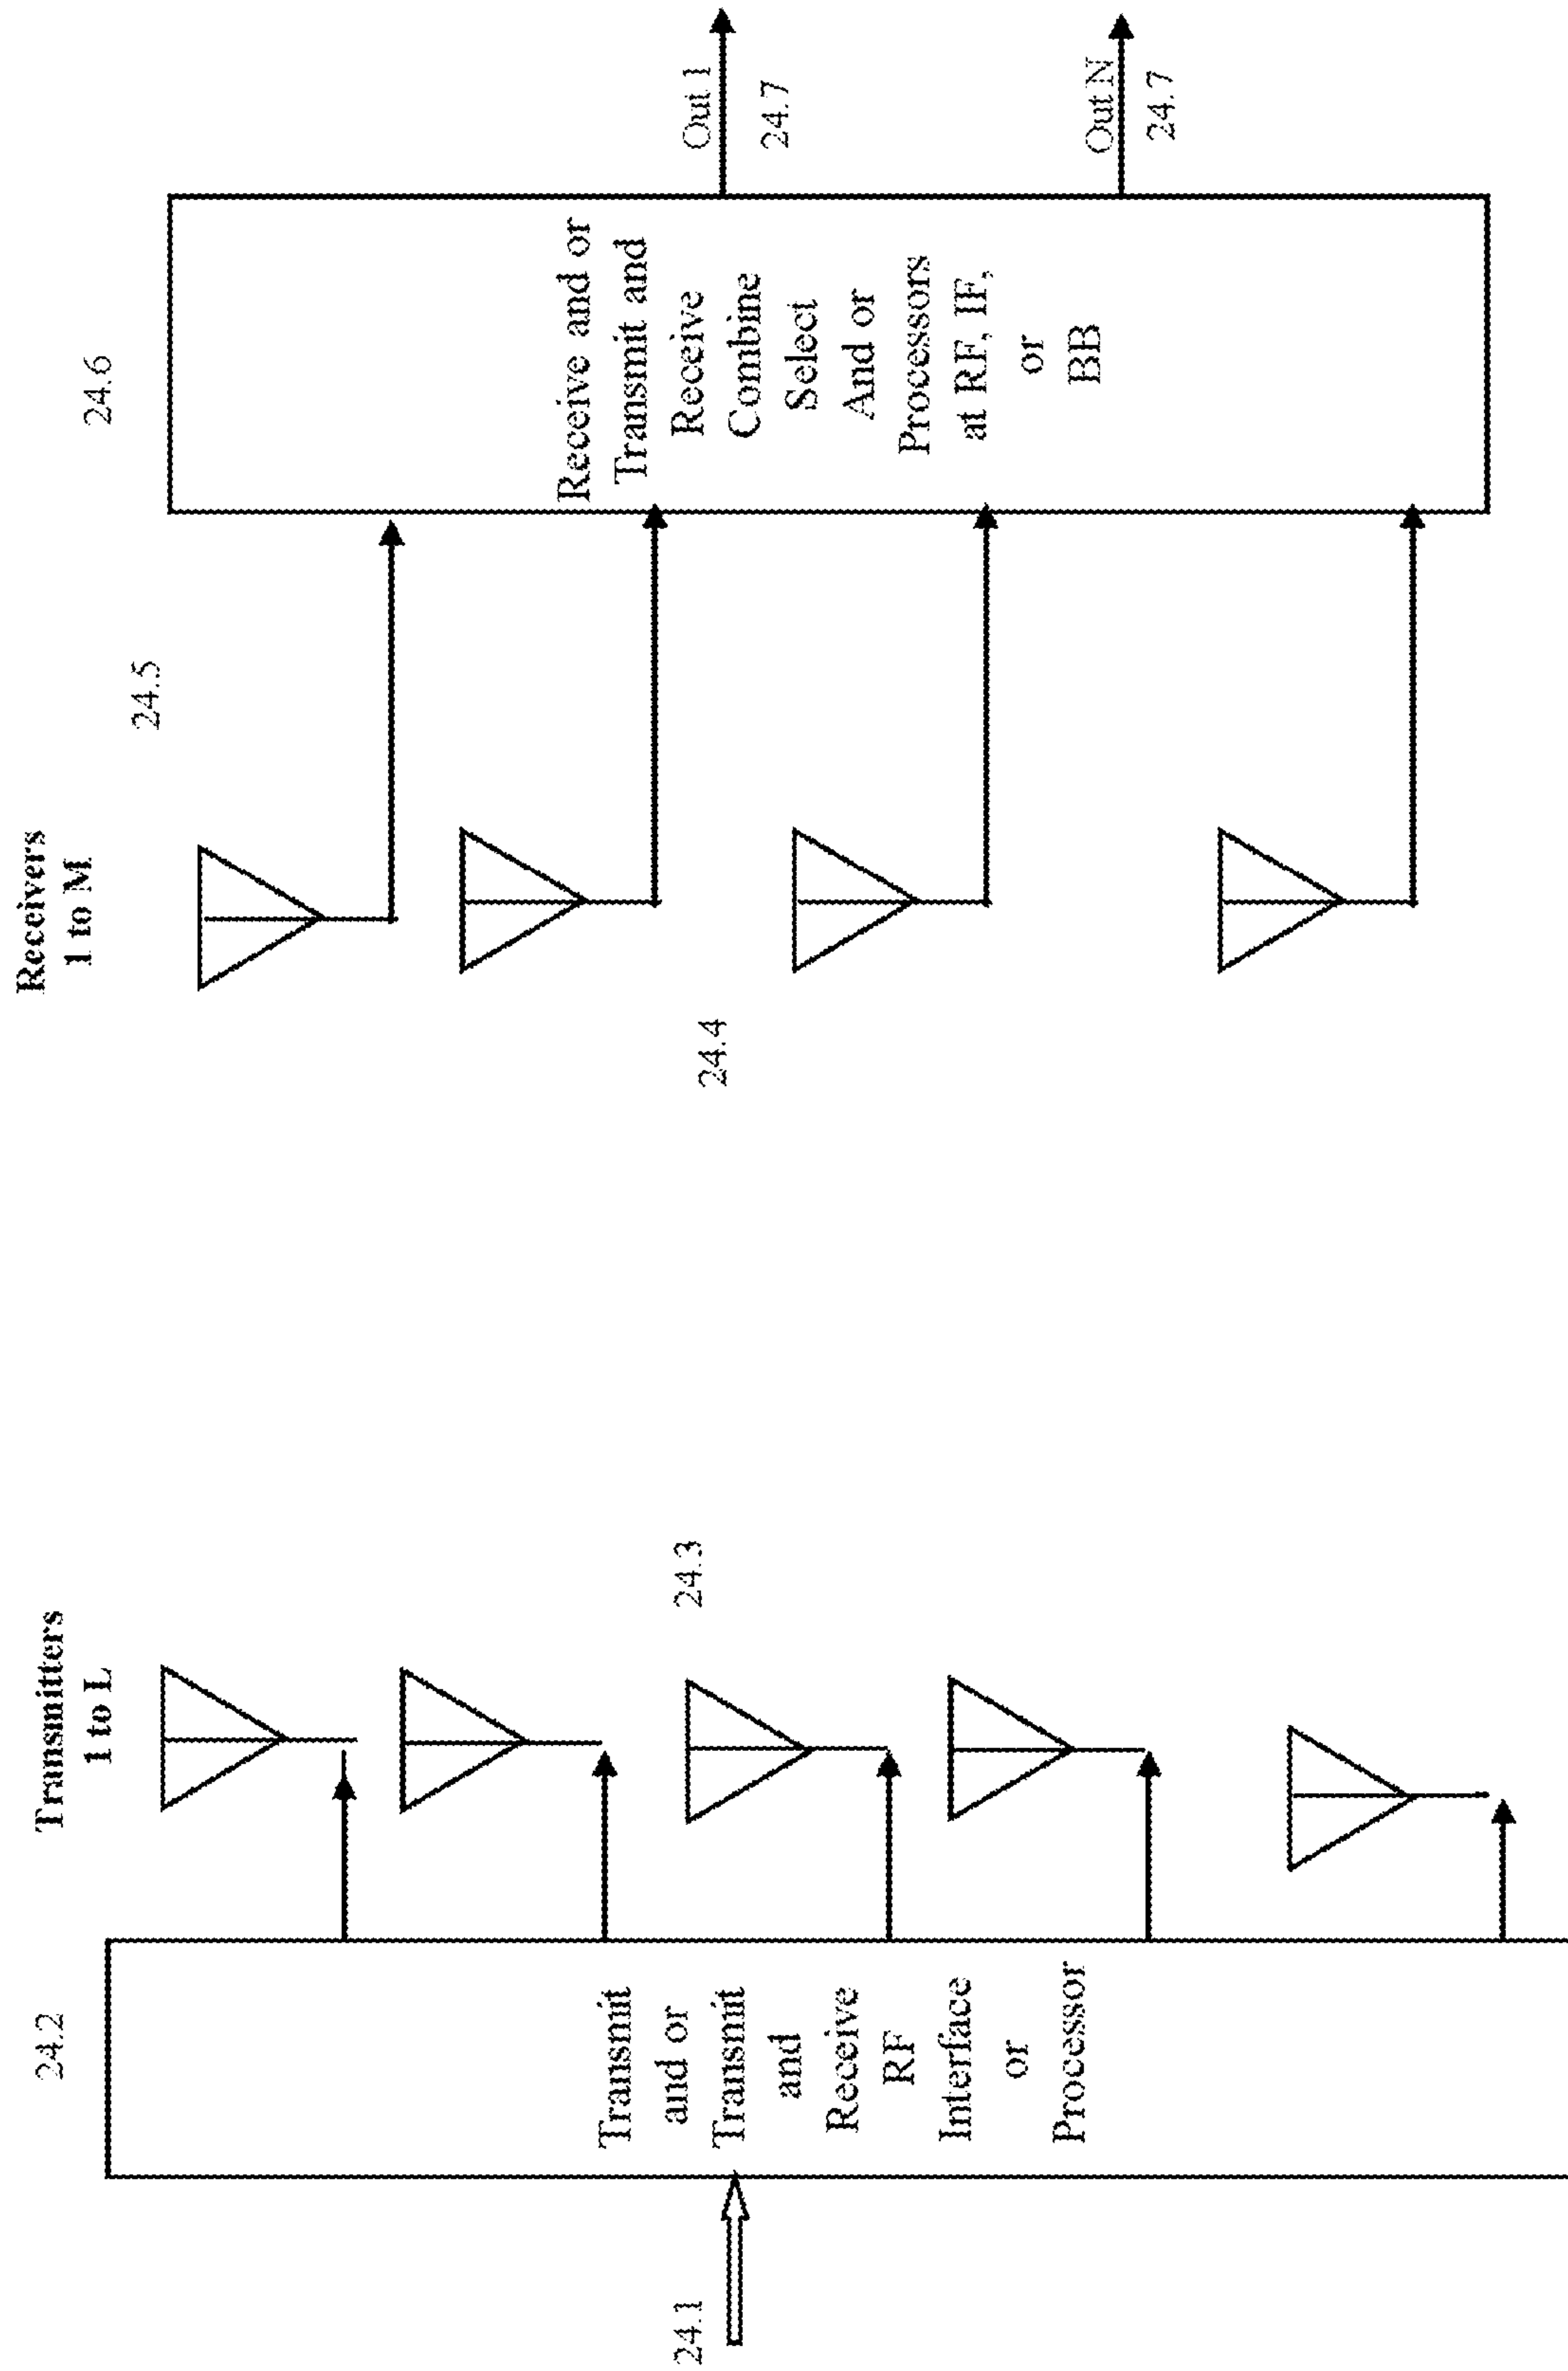 Transmitters
1 to L
Receivers
1 to M
24.1
24.2
24.3
24.4
24.5
24.6
Transmit
and or
Transmit
and
Receive
RF
Interface
or
Processor
Receive and or
Transmit and
Receive
Combine
Select
And or
Processors
at RF, IF,
or
BB
Out 1
24.7
Out N
24.7